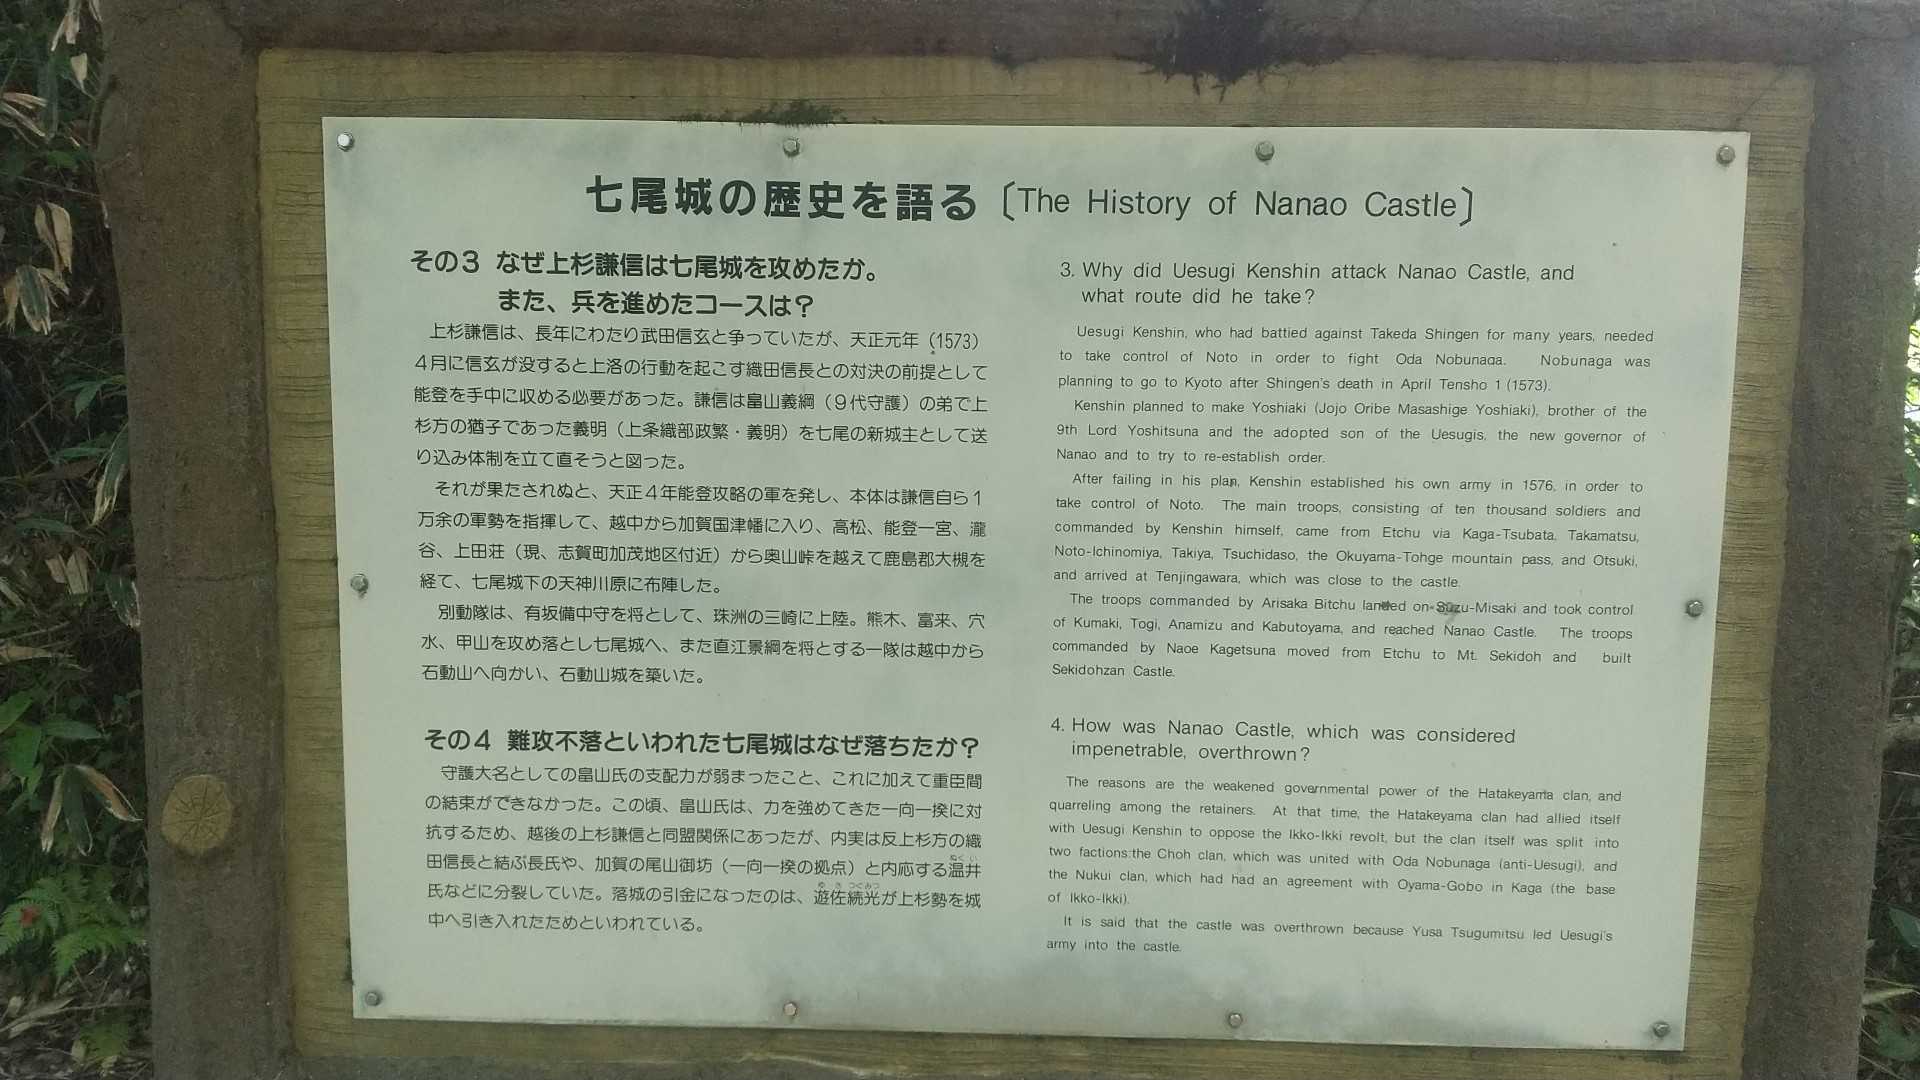 七尾城の歴史を語る〔The History of Nanao Castle〕
その3 なぜ上杉謙信は七尾城を攻めたか。
また、兵を進めたコースは?
上杉謙信は、長年にわたり武田信玄と争っていたが、天正元年(1573)
4月に信玄が没すると上洛の行動を起こす織田信長との対決の前提として
能登を手中に収める必要があった。謙信は畠山義綱(9代守護)の弟で上
杉方の猶子であった義明(上条織部政繁・義明)を七尾の新城主として送
り込み体制を立て直そうと図った。
それが果たされぬと、天正4年能登攻略の軍を発し、本体は謙信自ら1
万余の軍勢を指揮して、越中から加賀国津幡に入り、高松、能登一宮、瀧
谷、上田荘(現、志賀町加茂地区付近)から奥山峠を越えて鹿島郡大槻を
経て、七尾城下の天神川原に布陣した。
別動隊は、有坂備中守を将として、珠洲の三崎に上陸。熊木、富来、穴
水、甲山を攻め落とし七尾城へ、また直江景綱を将とする一隊は越中から
石動山へ向かい、石動山城を築いた。
その4 難攻不落といわれた七尾城はなぜ落ちたか?
守護大名としての畠山氏の支配力が弱まったこと、これに加えて重臣間
の結束ができなかった。この頃、畠山氏は、力を強めてきた一向一揆に対
抗するため、越後の上杉謙信と同盟関係にあったが、内実は反上杉方の織
田信長と結ぶ長氏や、加賀の尾山御坊(一向一揆の拠点)と内応する温井
氏などに分裂していた。落城の引金になったのは、遊佐続光が上杉勢を城
中へ引き入れたためといわれている。
3. Why did Uesugi Kenshin attack Nanao Castle, and
what route did he take?
Uesugi Kenshin, who had battied against Takeda Shingen for many years, needed
to take control of Noto in order to fight Oda Nobunaga. Nobunaga was
planning to go to Kyoto after Shingen's death in April Tensho 1 (1573).
Kenshin planned to make Yoshiaki (Jojo Oribe Masashige Yoshiaki), brother of the
9th Lord Yoshitsuna and the adopted son of the Uesugis, the new governor of
Nanao and to try to re-establish order.
After failing in his plan, Kenshin established his own army in 1576, in order to
take control of Noto. The main troops, consisting of ten thousand soldiers and
commanded by Kenshin himself, came from Etchu via Kaga-Tsubata, Takamatsu,
Noto-Ichinomiya, Takiya, Tsuchidaso, the Okuyama-Tohge mountain pass, and Otsuki,
and arrived at Tenjingawara, which was close to the castle.
The troops commanded by Arisaka Bitchu landed on Suzu-Misaki and took control
of Kumaki, Togi, Anamizu and Kabutoyama, and reached Nanao Castle. The troops
commanded by Naoe Kagetsuna moved from Etchu to Mt. Sekidoh and built
Sekidohzan Castle.
4. How was Nanao Castle, which was considered
impenetrable, overthrown?
The reasons are the weakened governmental power of the Hatakeyama clan, and
quarreling among the retainers. At that time, the Hatakeyama clan had allied itself
with Uesugi Kenshin to oppose the Ikko-Ikki revolt, but the clan itself was split into
two factions:the Choh clan, which was united with Oda Nobunaga (anti-Uesugi), and
the Nukui clan, which had had an agreement with Oyama-Gobo in Kaga (the base
of Ikko-Ikki).
It is said that the castle was overthrown because Yusa Tsugumitsu led Uesugi's
army into the castle.